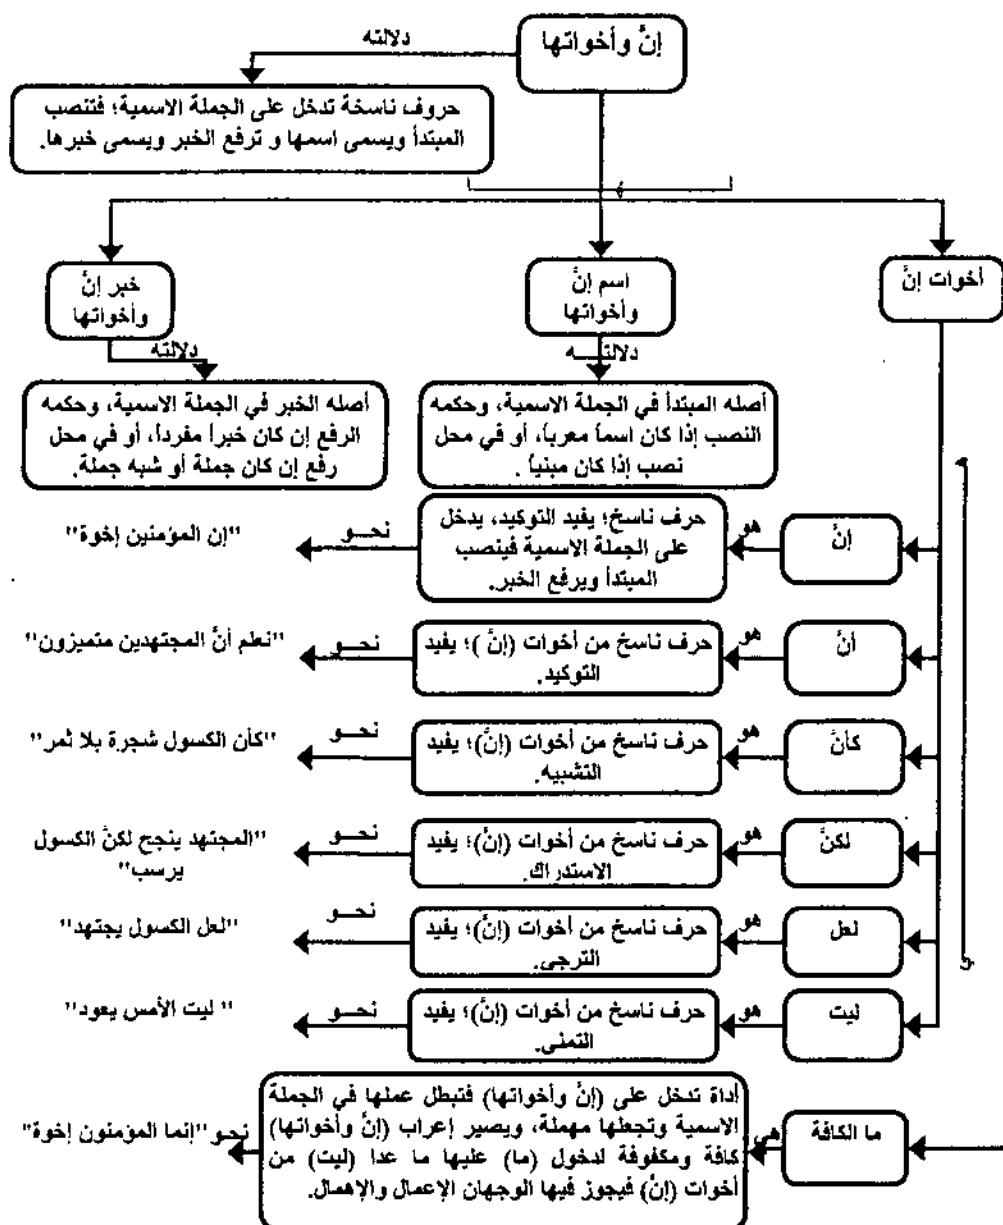 إنَّ وأخواتها
دلالته
حروف ناسخة تدخل على الجملة الاسمية؛ فتنصب
المبتدأ ويسمى اسمها و ترفع الخبر ويسمى خبرها.
أخوات إنَّ
اسم إنَّ
وأخواتها
خبر إنَّ
وأخواتها
دلالتـــه
دلالته
أصله المبتدأ في الجملة الاسمية، وحكمه
النصب إذا كان اسماً معرباً، أو في محل
نصب إذا كان مبنياً .
أصله الخبر في الجملة الاسمية، وحكمه
الرفع إن كان خبراً مفرداً، أو في محل
رفع إن كان جملة أو شبه جملة.
إنَّ
هو
حرف ناسخ؛ يفيد التوكيد، يدخل
على الجملة الاسمية فينصب
المبتدأ ويرفع الخبر.
نحـــو
"إن المؤمنين إخوة"
أنَّ
هو
حرف ناسخ من أخوات (إنَّ )؛ يفيد
التوكيد.
نحـــو
"نعلم أنَّ المجتهدين متميزون"
كأنَّ
هو
حرف ناسخ من أخوات (إنَّ)؛ يفيد
التشبيه.
نحـــو
"كأن الكسول شجرة بلا ثمر"
لكنَّ
هو
حرف ناسخ من أخوات (إنَّ)؛ يفيد
الاستدراك.
نحـــو
"المجتهد ينجح لكنَّ الكسول
يرسب"
لعل
هو
حرف ناسخ من أخوات (إنَّ)؛ يفيد
الترجي.
نحـــو
"لعل الكسول يجتهد"
ليت
هو
حرف ناسخ من أخوات (إنَّ)؛ يفيد
التمني.
نحـــو
" ليت الأمس يعود"
ما الكافة
هي
أداة تدخل على (إنَّ وأخواتها) فتبطل عملها في الجملة
الاسمية وتجعلها مهملة، ويصير إعراب (إنَّ وأخواتها)
كافة ومكفوفة لدخول (ما) عليها ما عدا (ليت) من
أخوات (إنَّ) فيجوز فيها الوجهان الإعمال والإهمال.
نحو
"إنما المؤمنون إخوة"